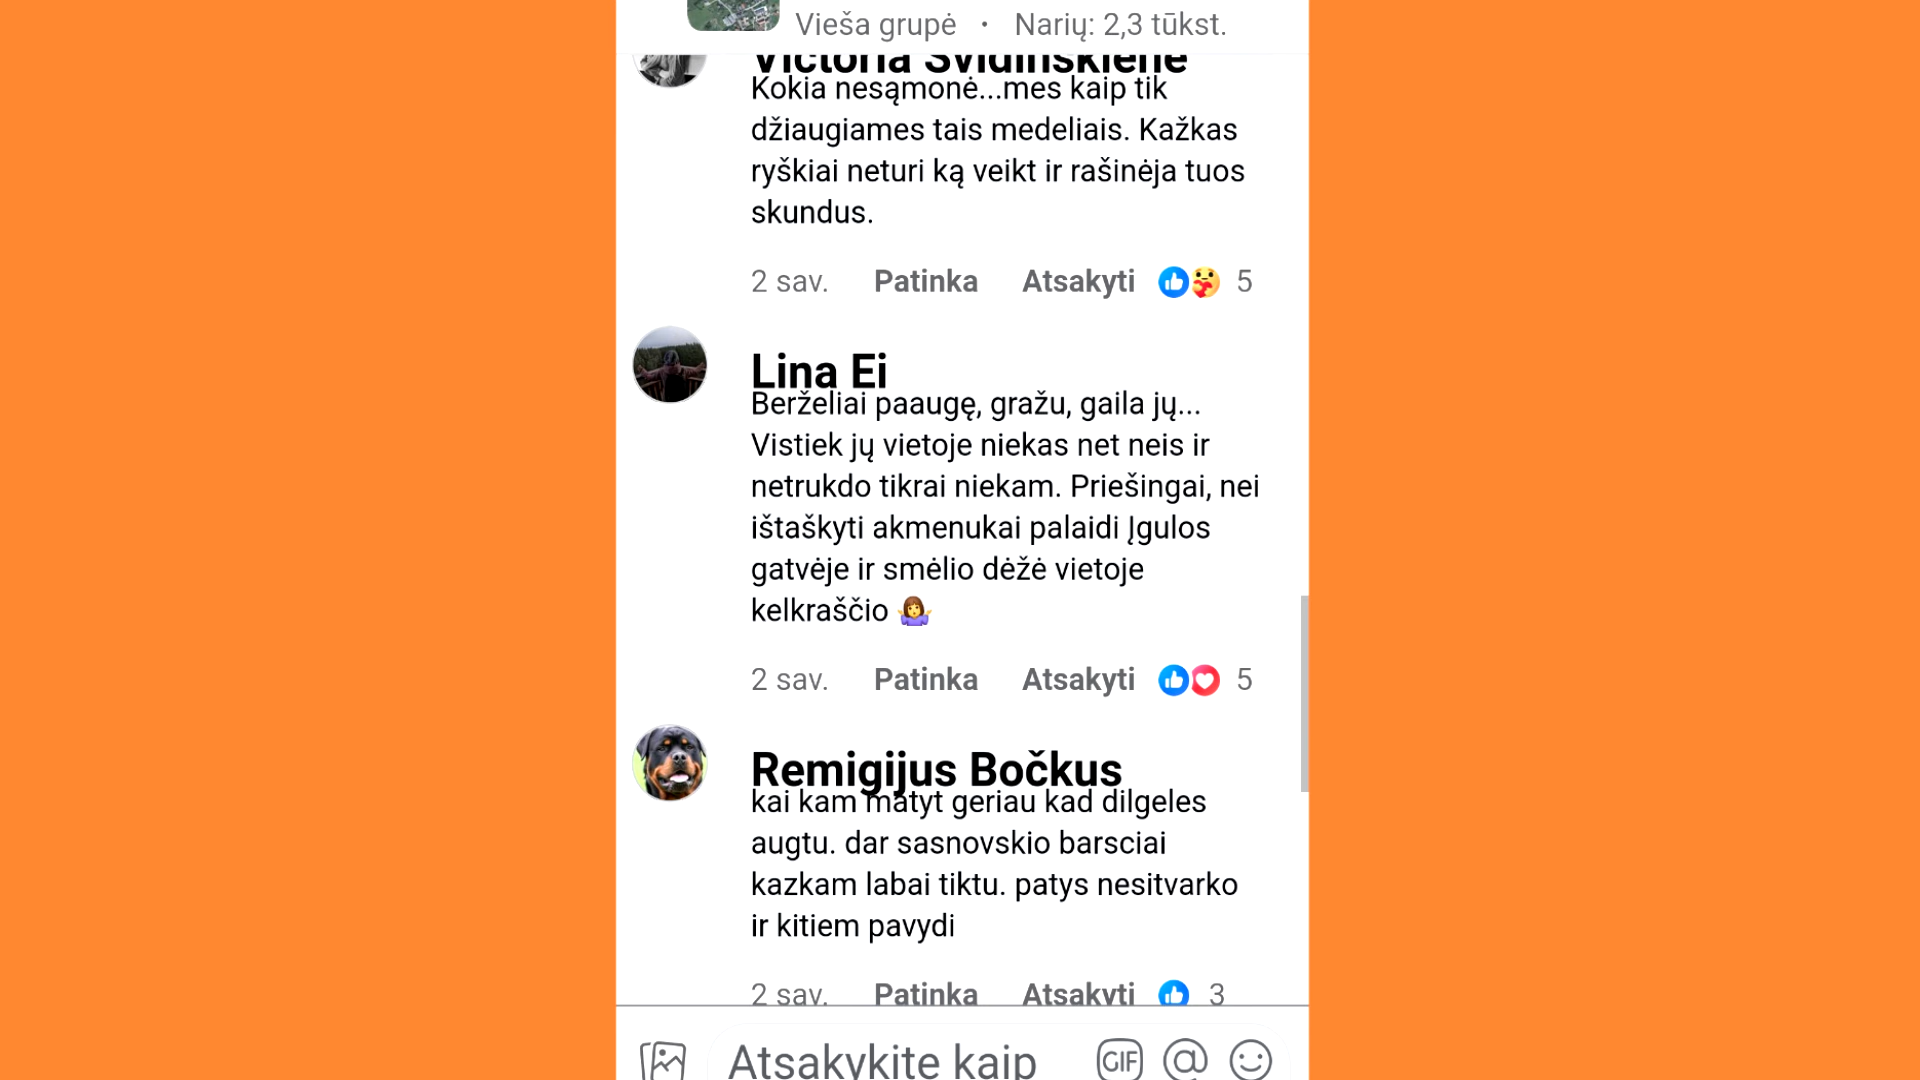 Vieša grupė · Narių: 2,3 tūkst.
Victoria Svidinskienė
Kokia nesąmonė...mes kaip tik
džiaugiames tais medeliais. Kažkas
ryškiai neturi ką veikt ir rašinėja tuos
skundus.
2 sav. Patinka Atsakyti 5
Lina Ei
Berželiai paaugę, gražu, gaila jų...
Vistiek jų vietoje niekas net neis ir
netrukdo tikrai niekam. Priešingai, nei
ištaškyti akmenukai palaidi Įgulos
gatvėje ir smėlio dėžė vietoje
kelkraščio 🤷‍♀️
2 sav. Patinka Atsakyti 5
Remigijus Bočkus
kai kam matyt geriau kad dilgeles
augtu. dar sasnovskio barsciai
kazkam labai tiktu. patys nesitvarko
ir kitiem pavydi
2 sav. Patinka Atsakyti 3
Atsakykite kaip GIF @